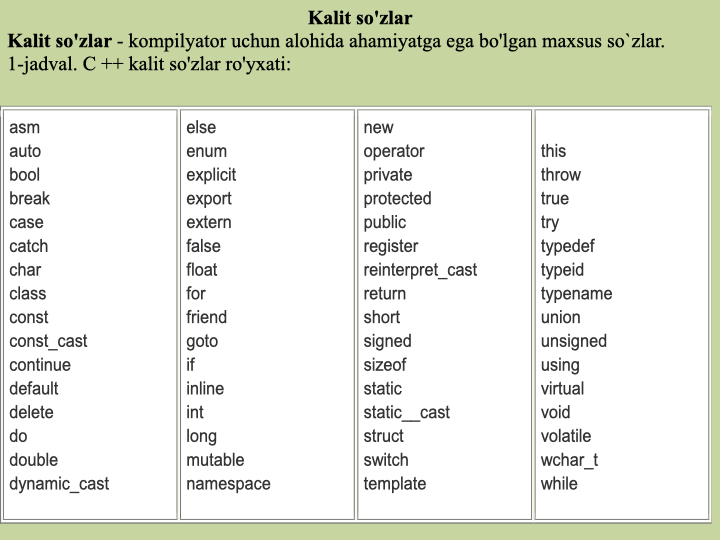 Kalit so'zlar
Kalit so'zlar - kompilyator uchun alohida ahamiyatga ega bo'lgan maxsus so`zlar.
1-jadval. C ++ kalit so'zlar ro'yxati:
asm
auto
bool
break
case
catch
char
class
const
const_cast
continue
default
delete
do
double
dynamic_cast
else
enum
explicit
export
extern
false
float
for
friend
goto
if
inline
int
long
mutable
namespace
new
operator
private
protected
public
register
reinterpret_cast
return
short
signed
sizeof
static
static__cast
struct
switch
template
this
throw
true
try
typedef
typeid
typename
union
unsigned
using
virtual
void
volatile
wchar_t
while